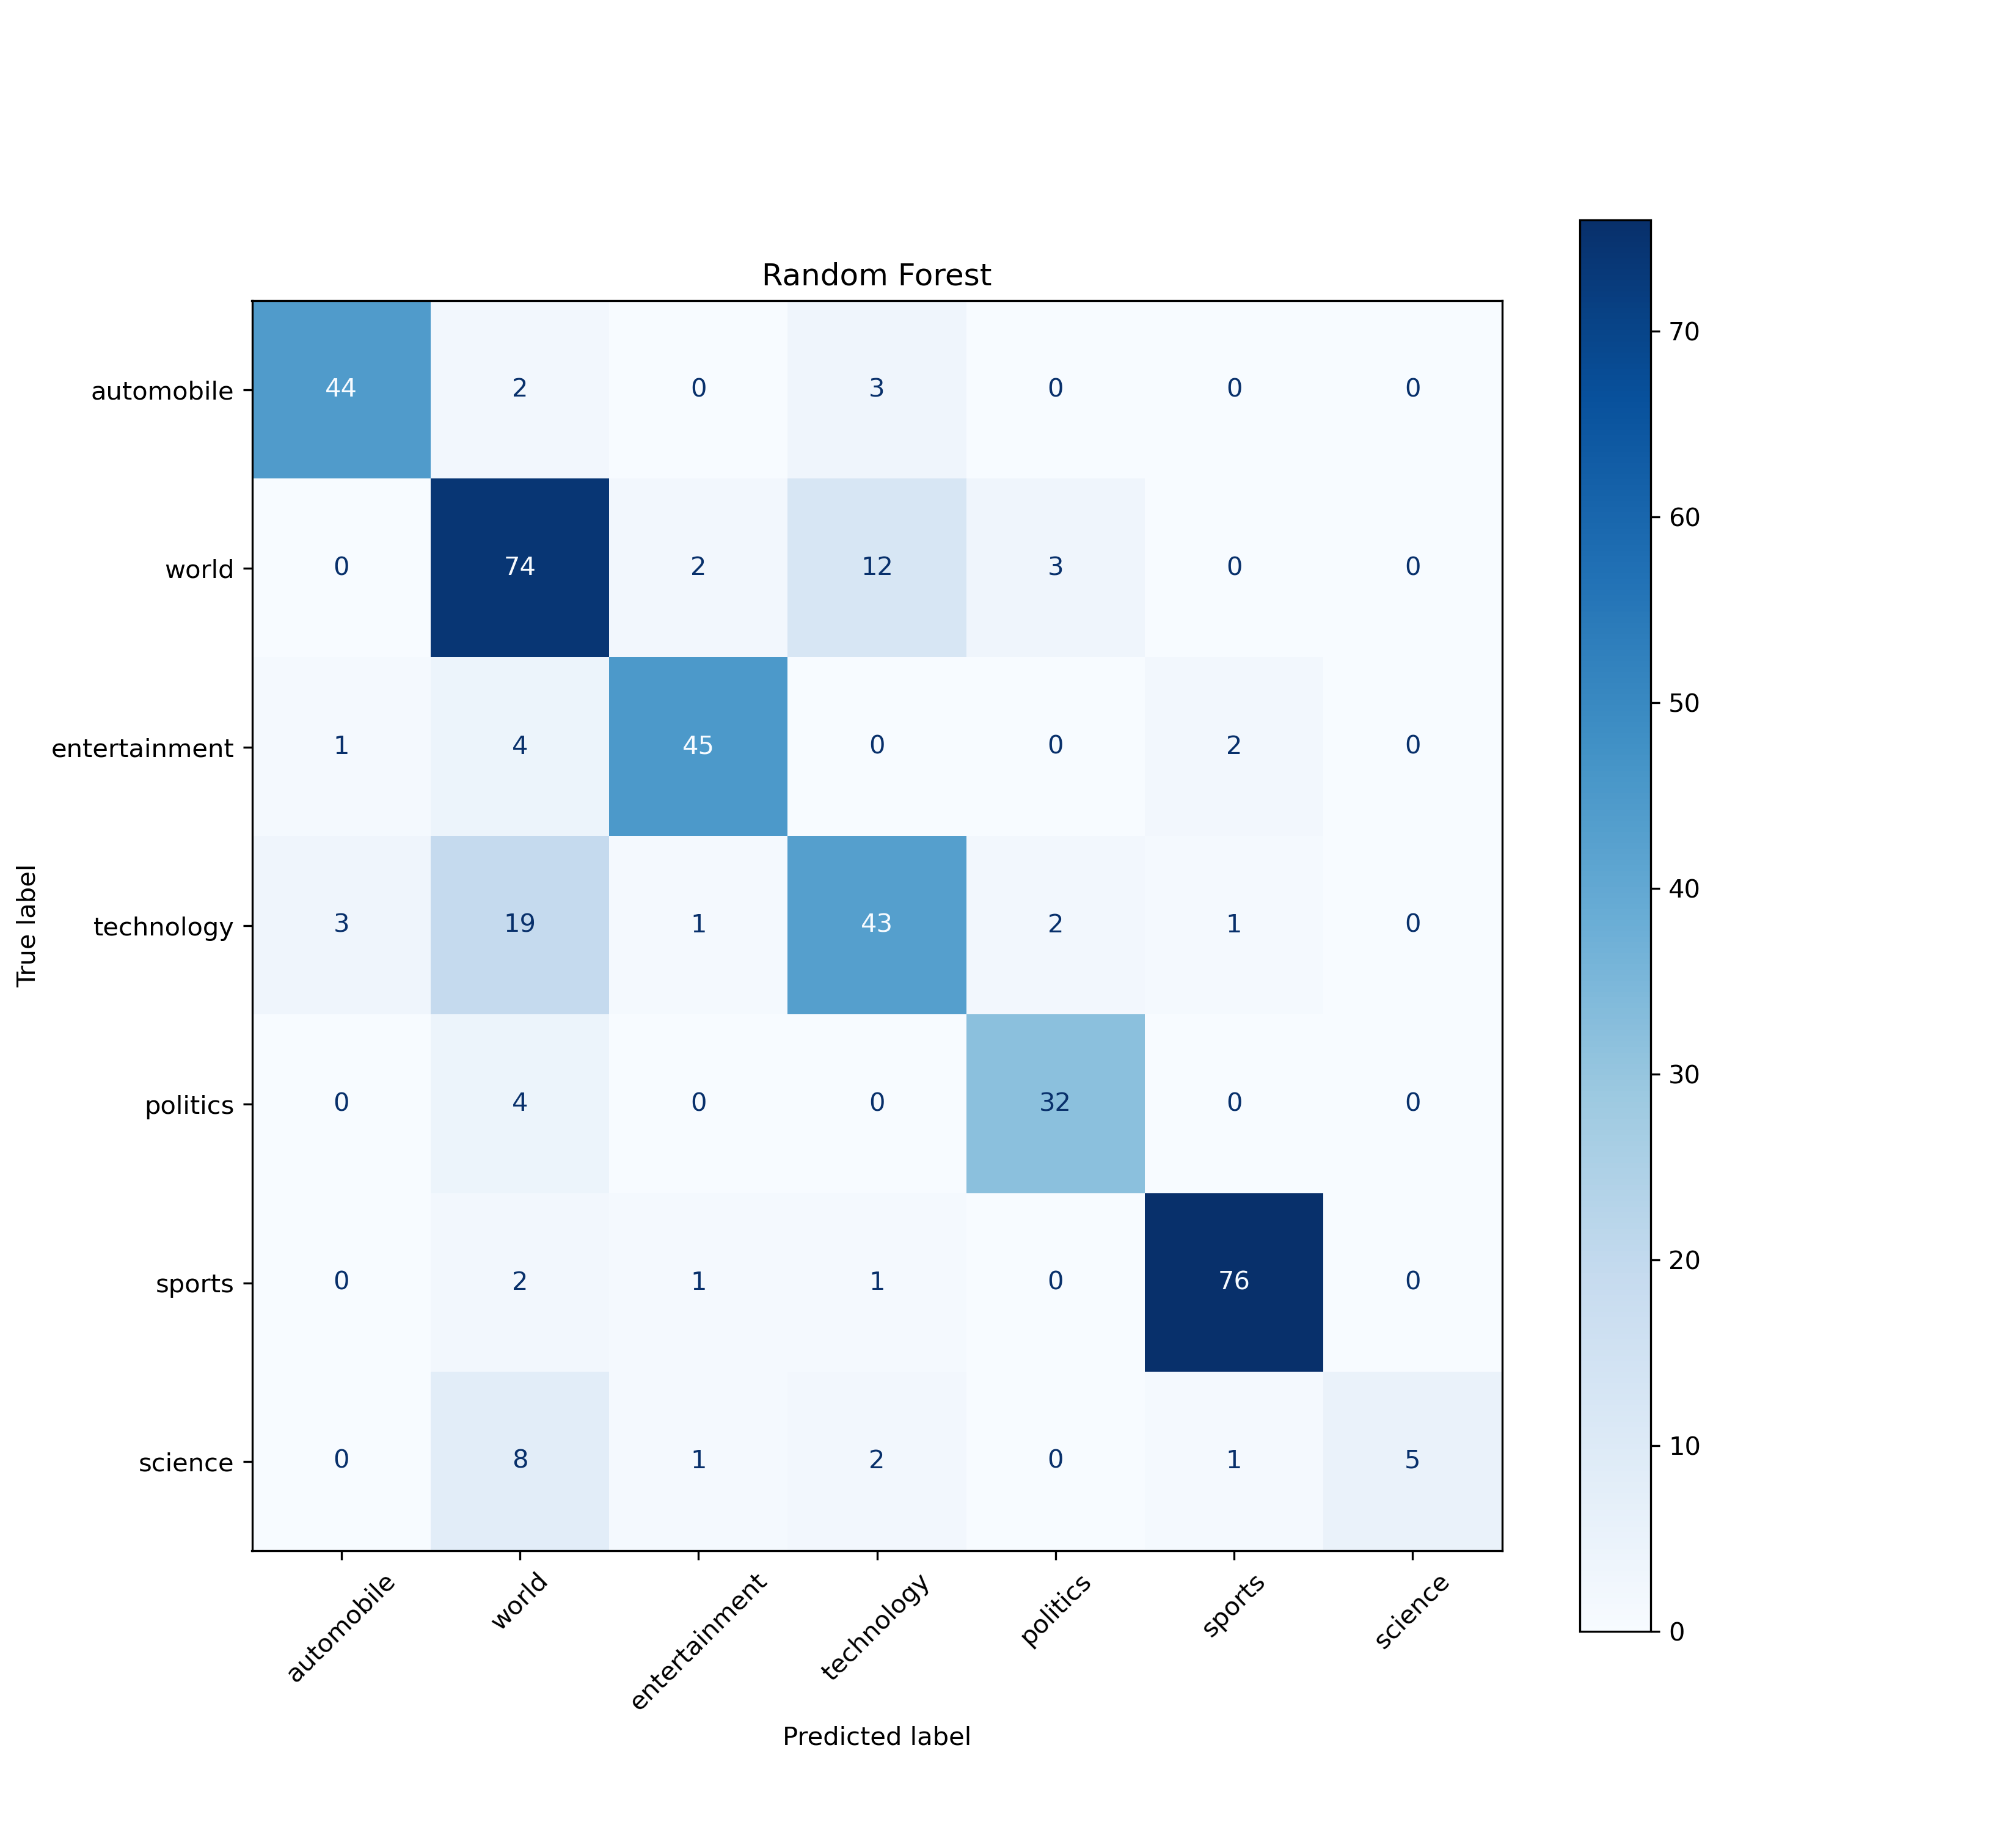 Random Forest
automobile 44 2 0 3 0 0 0
world 0 74 2 12 3 0 0
entertainment 1 4 45 0 0 2 0
technology 3 19 1 43 2 1 0
politics 0 4 0 0 32 0 0
sports 0 2 1 1 0 76 0
science 0 8 1 2 0 1 5
True label
automobile world entertainment technology politics sports science
Predicted label
70
60
50
40
30
20
10
0